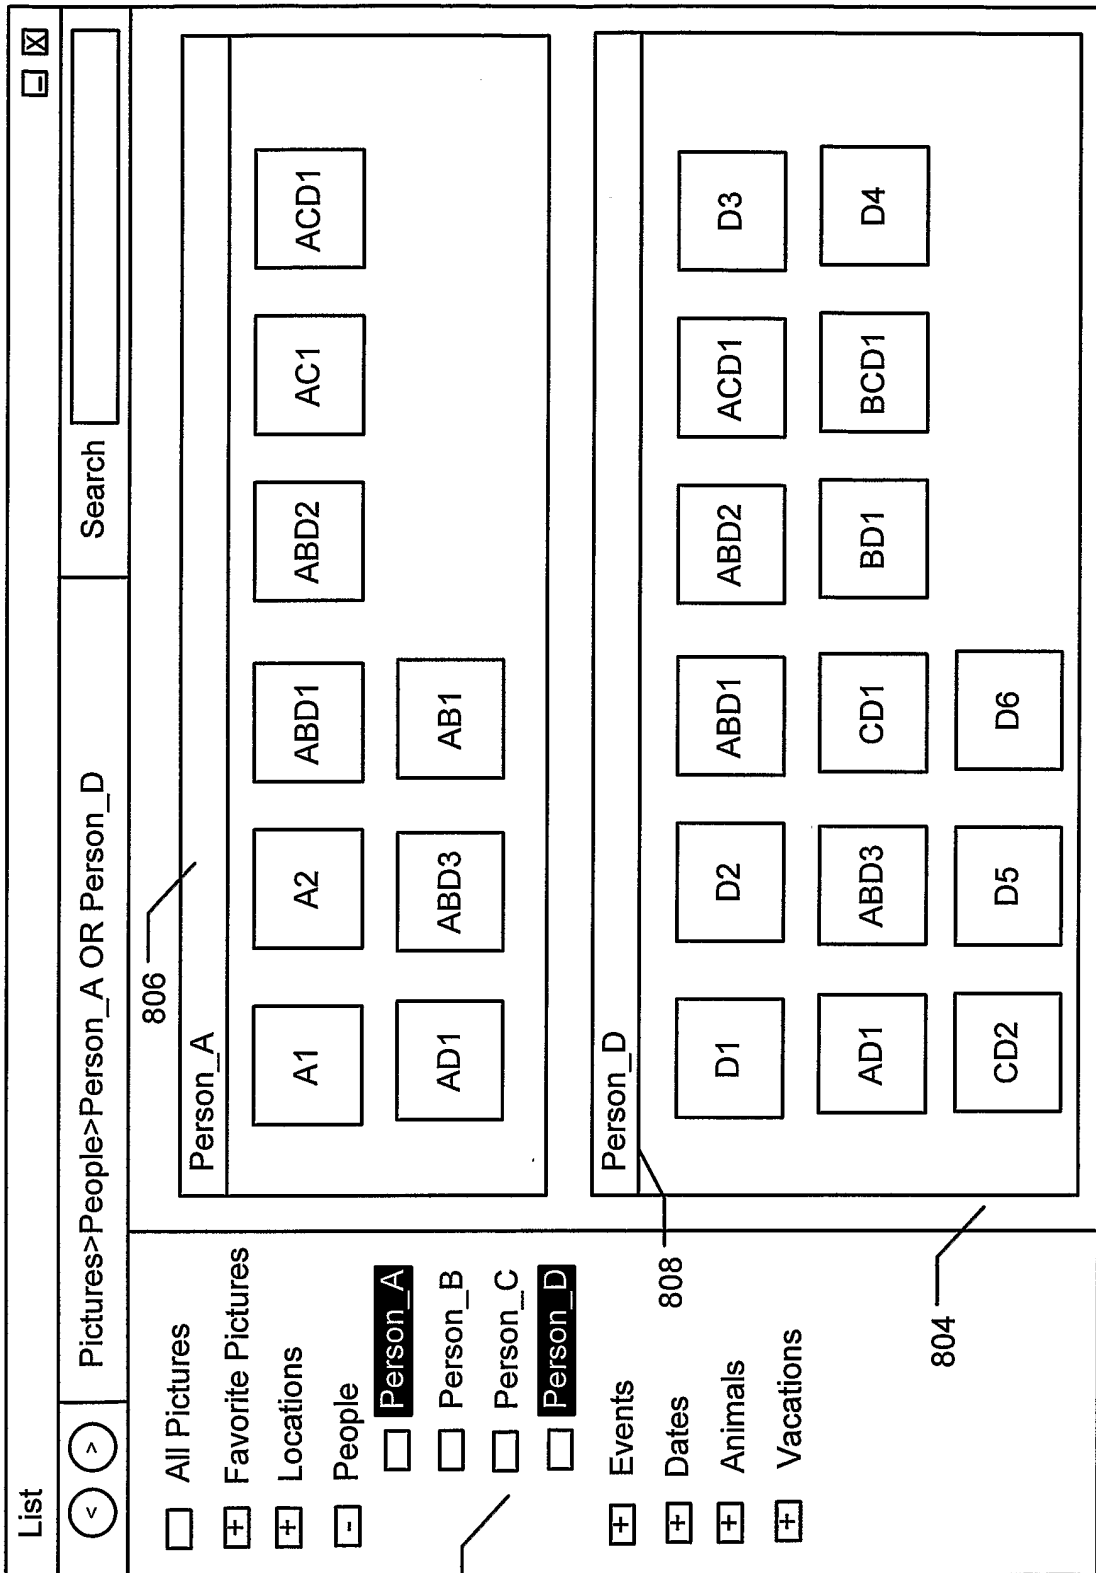 List - X
< > Pictures>People>Person_A OR Person_D Search
All Pictures
+ Favorite Pictures
+ Locations
- People
Person_A
Person_B
Person_C
Person_D
+ Events
+ Dates
+ Animals
+ Vacations
806
Person_A
A1 A2 ABD1 ABD2 AC1 ACD1
AD1 ABD3 AB1
808
Person_D
D1 D2 ABD1 ABD2 ACD1 D3
AD1 ABD3 CD1 BD1 BCD1 D4
CD2 D5 D6
804